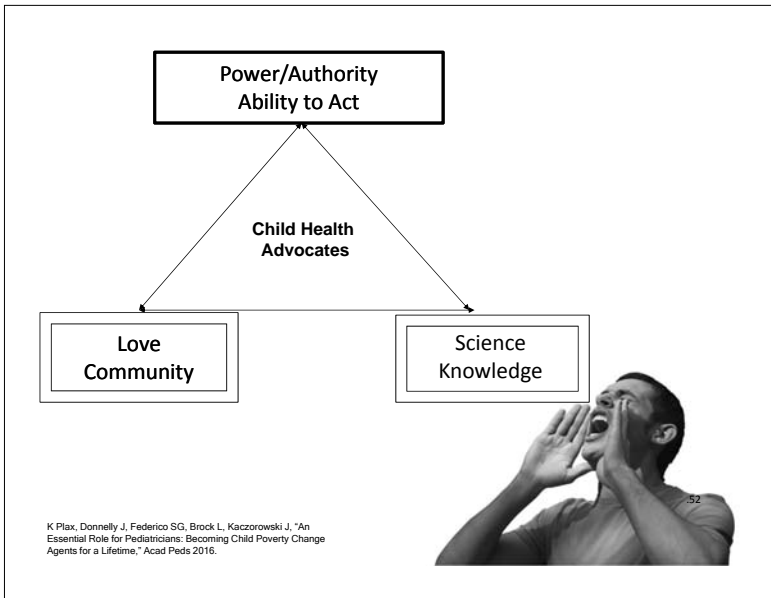 Power/Authority
Ability to Act
Child Health
Advocates
Love
Community
Science
Knowledge
.52
K Plax, Donnelly J, Federico SG, Brock L, Kaczorowski J, “An
Essential Role for Pediatricians: Becoming Child Poverty Change
Agents for a Lifetime,” Acad Peds 2016.